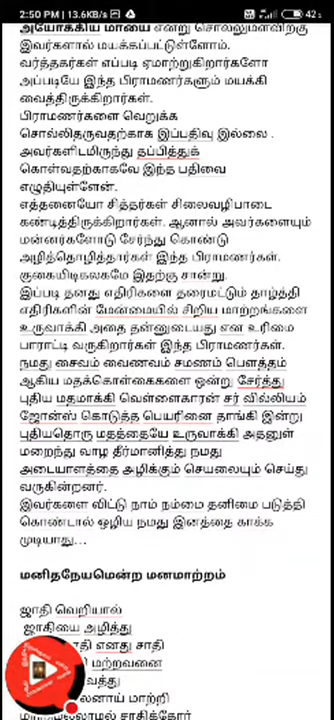 2:50 PM | 13.6KB/s
42
அயோக்கிய மாயை என்று சொல்லுமளவிற்கு
இவர்களால் மயக்கப்பட்டுள்ளோம்.
வர்த்தகர்கள் எப்படி ஏமாற்றுகிறார்களோ
அப்படியே இந்த பிராமணர்களும் மயக்கி
வைத்திருக்கிறார்கள்.
பிராமணர்களை வெறுக்க
சொல்லிதருவதற்காக இப்பதிவு இல்லை .
அவர்களிடமிருந்து தப்பித்துக்
கொள்வதற்காகவே இந்த பதிவை
எழுதியுள்ளேன்.
எத்தனையோ சித்தர்கள் சிலைவழிபாடை
கண்டித்திருக்கிறார்கள். ஆனால் அவர்களையும்
மன்னர்களோடு சேர்ந்து கொண்டு
அழித்தொழித்தார்கள் இந்த பிராமணர்கள்.
குகையிடிகலகமே இதற்கு சான்று.
இப்படி தனது எதிரிகளை தரைமட்டும் தாழ்த்தி
எதிரிகளின் மேன்மையில் சிறிய மாற்றங்களை
உருவாக்கி அதை தன்னுடையது என உரிமை
பாராட்டி வருகிறார்கள் இந்த பிராமணர்கள்.
நமது சைவம் வைணவம் சமணம் பௌத்தம்
ஆகிய மதக்கொள்கைகளை ஒன்று சேர்த்து
புதிய மதமாக்கி வெள்ளைகாரன் சர் வில்லியம்
ஜோன்ஸ் கொடுத்த பெயரினை தாங்கி இன்று
புதியதொரு மதத்தையே உருவாக்கி அதனுள்
மறைந்து வாழ தீர்மானித்து நமது
அடையாளத்தை அழிக்கும் செயலையும் செய்து
வருகின்றனர்.
இவர்களை விட்டு நாம் நம்மை தனிமை படுத்தி
கொண்டால் ஒழிய நமது இனத்தை காக்க
முடியாது...
மனிதநேயமென்ற மனமாற்றம்
ஜாதி வெறியால்
ஜாகியை அழித்து
எனது சாதி
மற்றவனை
மாற்றி
சாதிக்கோர்